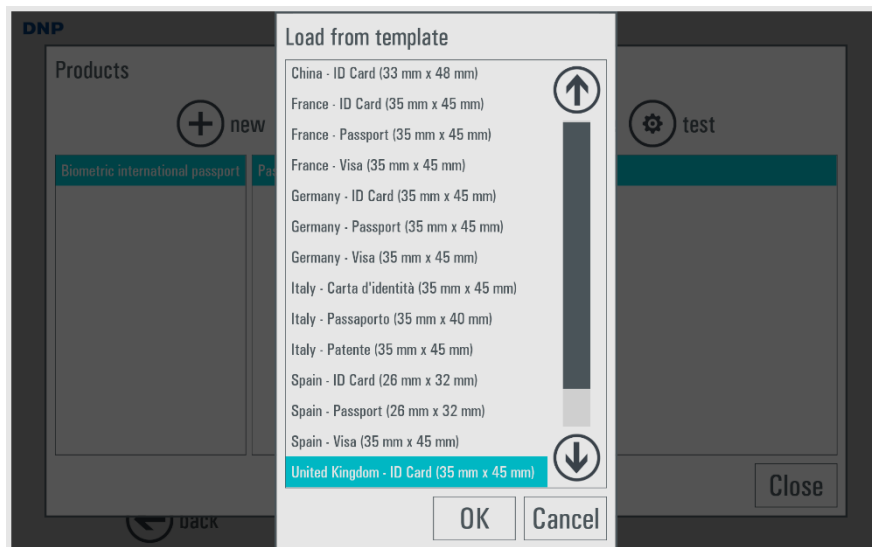 DNP
Products
new
test
Biometric international passport
Pas
Load from template
China - ID Card (33 mm x 48 mm)
France - ID Card (35 mm x 45 mm)
France - Passport (35 mm x 45 mm)
France - Visa (35 mm x 45 mm)
Germany - ID Card (35 mm x 45 mm)
Germany - Passport (35 mm x 45 mm)
Germany - Visa (35 mm x 45 mm)
Italy - Carta d'identità (35 mm x 45 mm)
Italy - Passaporto (35 mm x 40 mm)
Italy - Patente (35 mm x 45 mm)
Spain - ID Card (26 mm x 32 mm)
Spain - Passport (26 mm x 32 mm)
Spain - Visa (35 mm x 45 mm)
United Kingdom - ID Card (35 mm x 45 mm)
OK
Cancel
Close
back